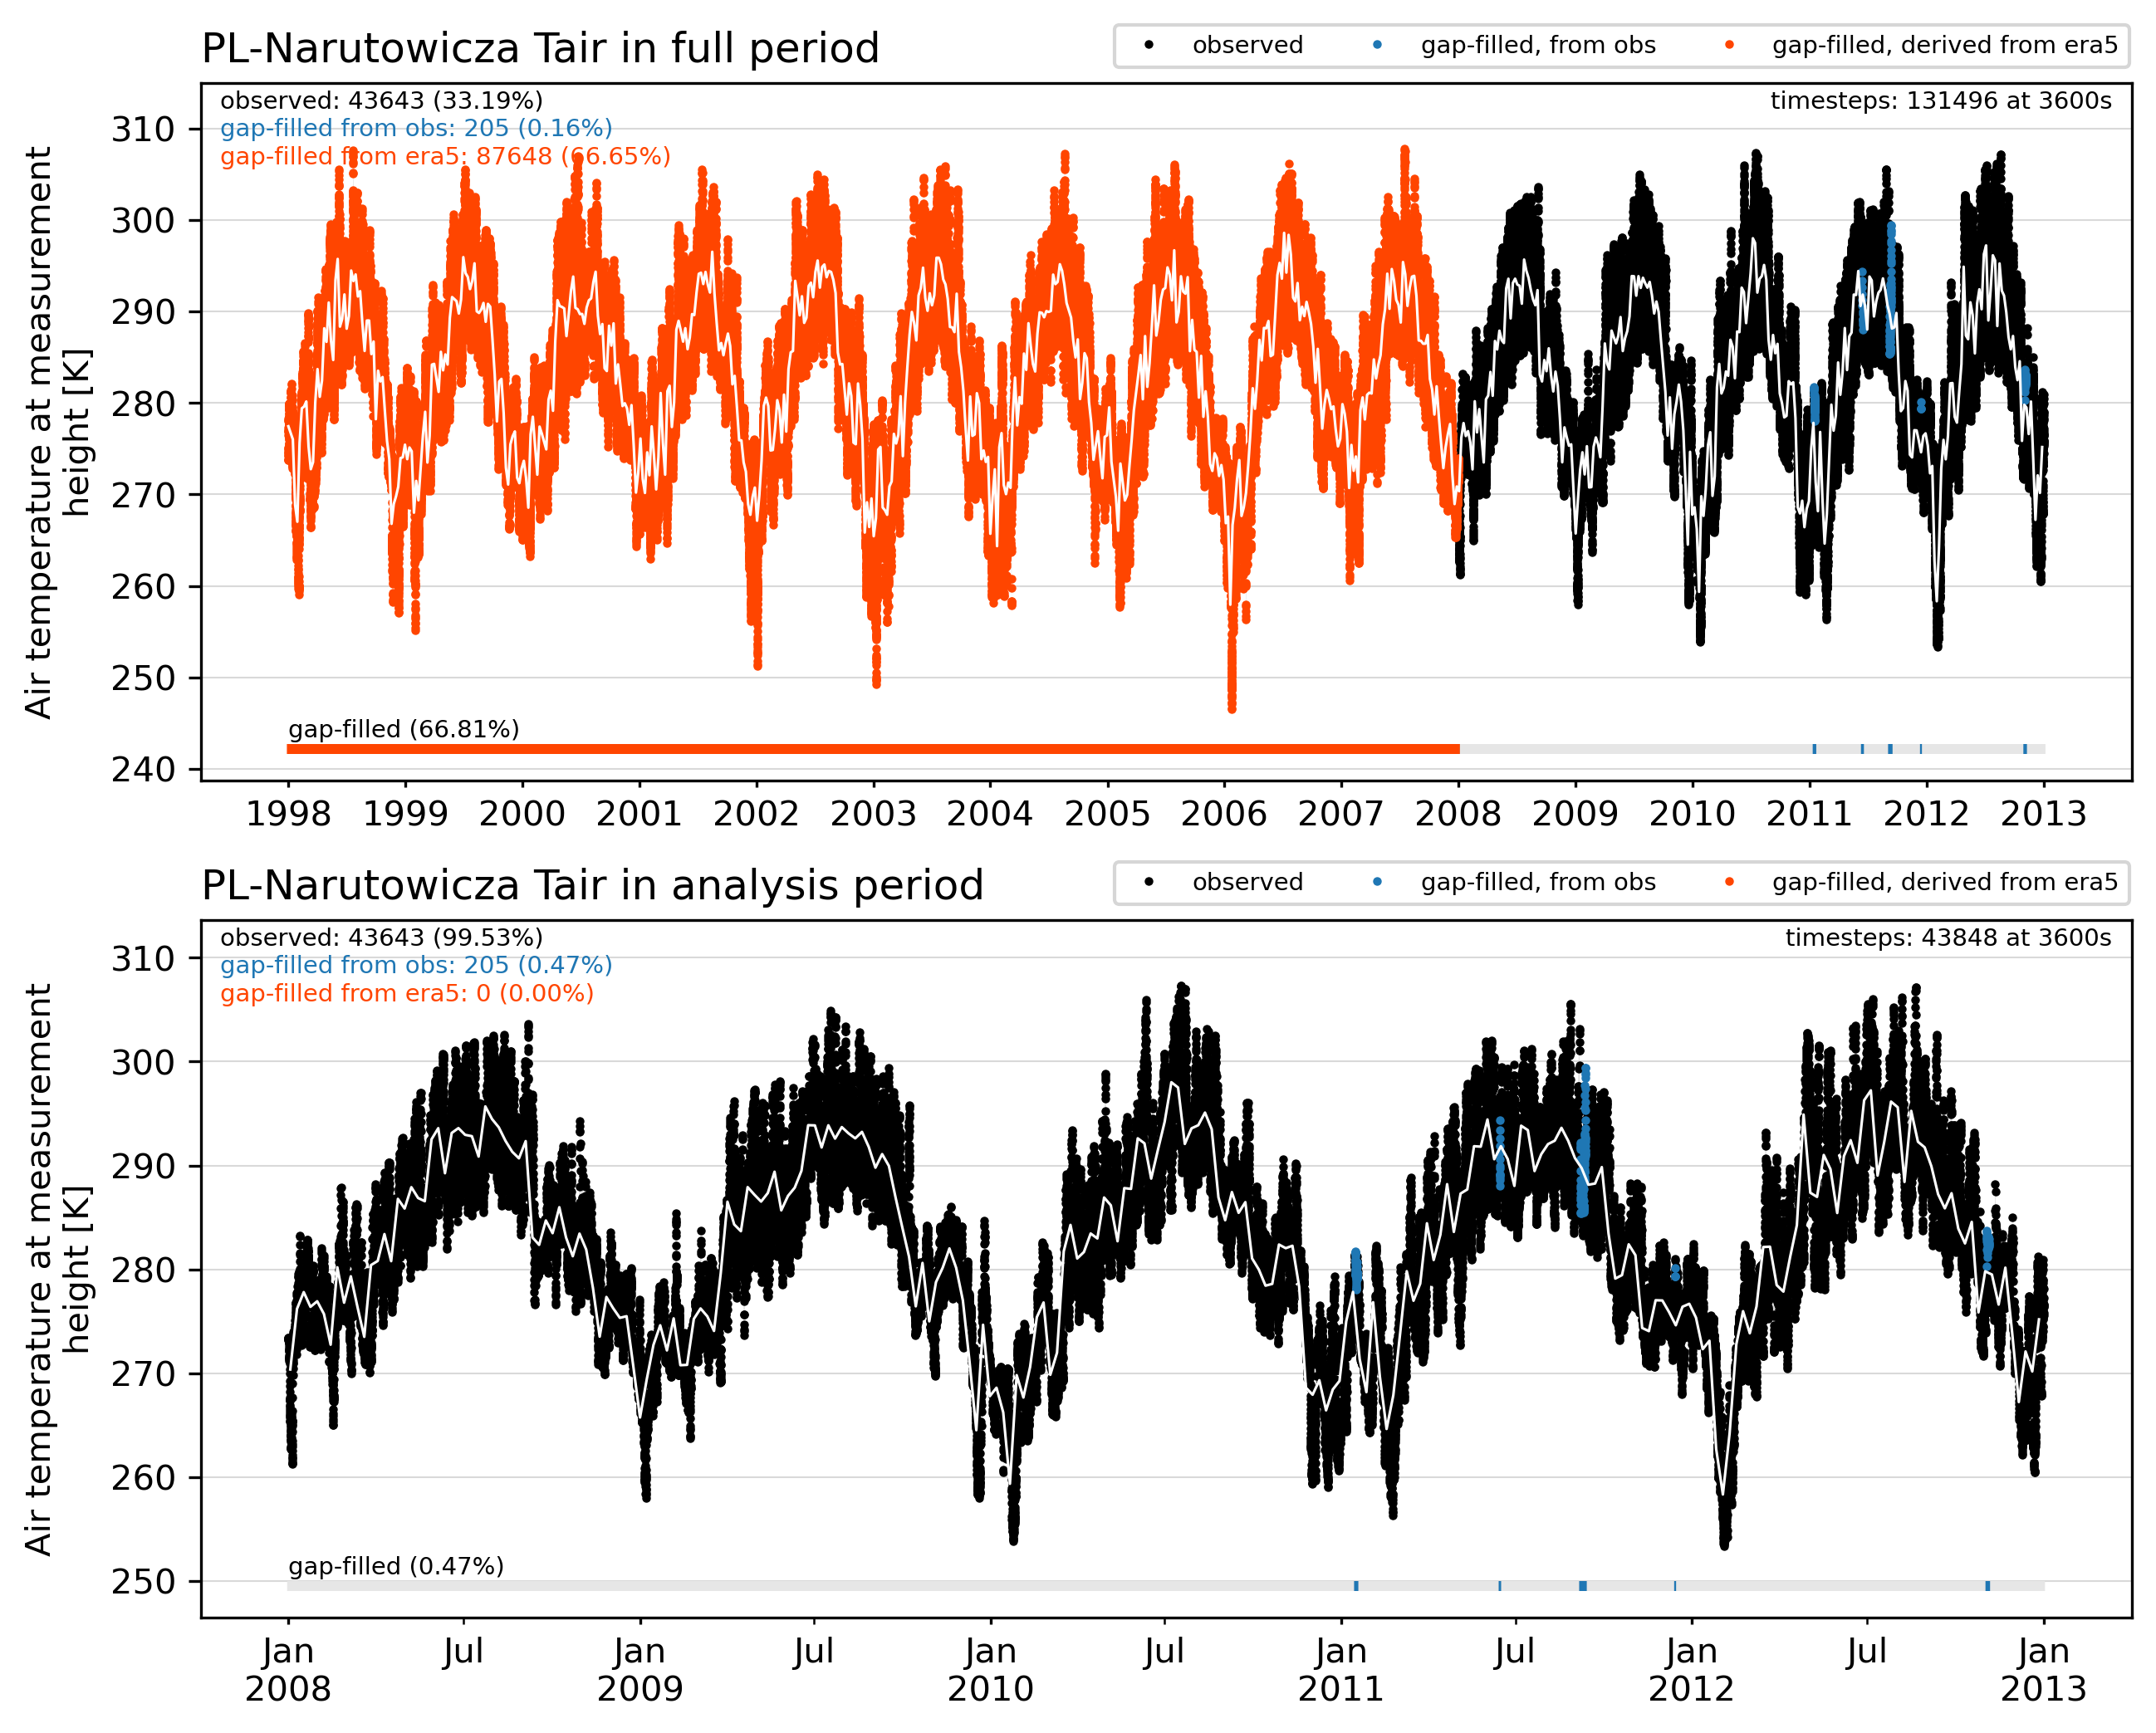 PL-Narutowicza Tair in full period
observed
gap-filled, from obs
gap-filled, derived from era5
observed: 43643 (33.19%)
timesteps: 131496 at 3600s
gap-filled from obs: 205 (0.16%)
gap-filled from era5: 87648 (66.65%)
Air temperature at measurement
height [K]
310
300
290
280
270
260
250
240
gap-filled (66.81%)
1998 1999 2000 2001 2002 2003 2004 2005 2006 2007 2008 2009 2010 2011 2012 2013
PL-Narutowicza Tair in analysis period
observed
gap-filled, from obs
gap-filled, derived from era5
observed: 43643 (99.53%)
timesteps: 43848 at 3600s
gap-filled from obs: 205 (0.47%)
gap-filled from era5: 0 (0.00%)
Air temperature at measurement
height [K]
310
300
290
280
270
260
250
gap-filled (0.47%)
Jan Jul Jan Jul Jan Jul Jan Jul Jan Jul Jan
2008 2009 2010 2011 2012 2013